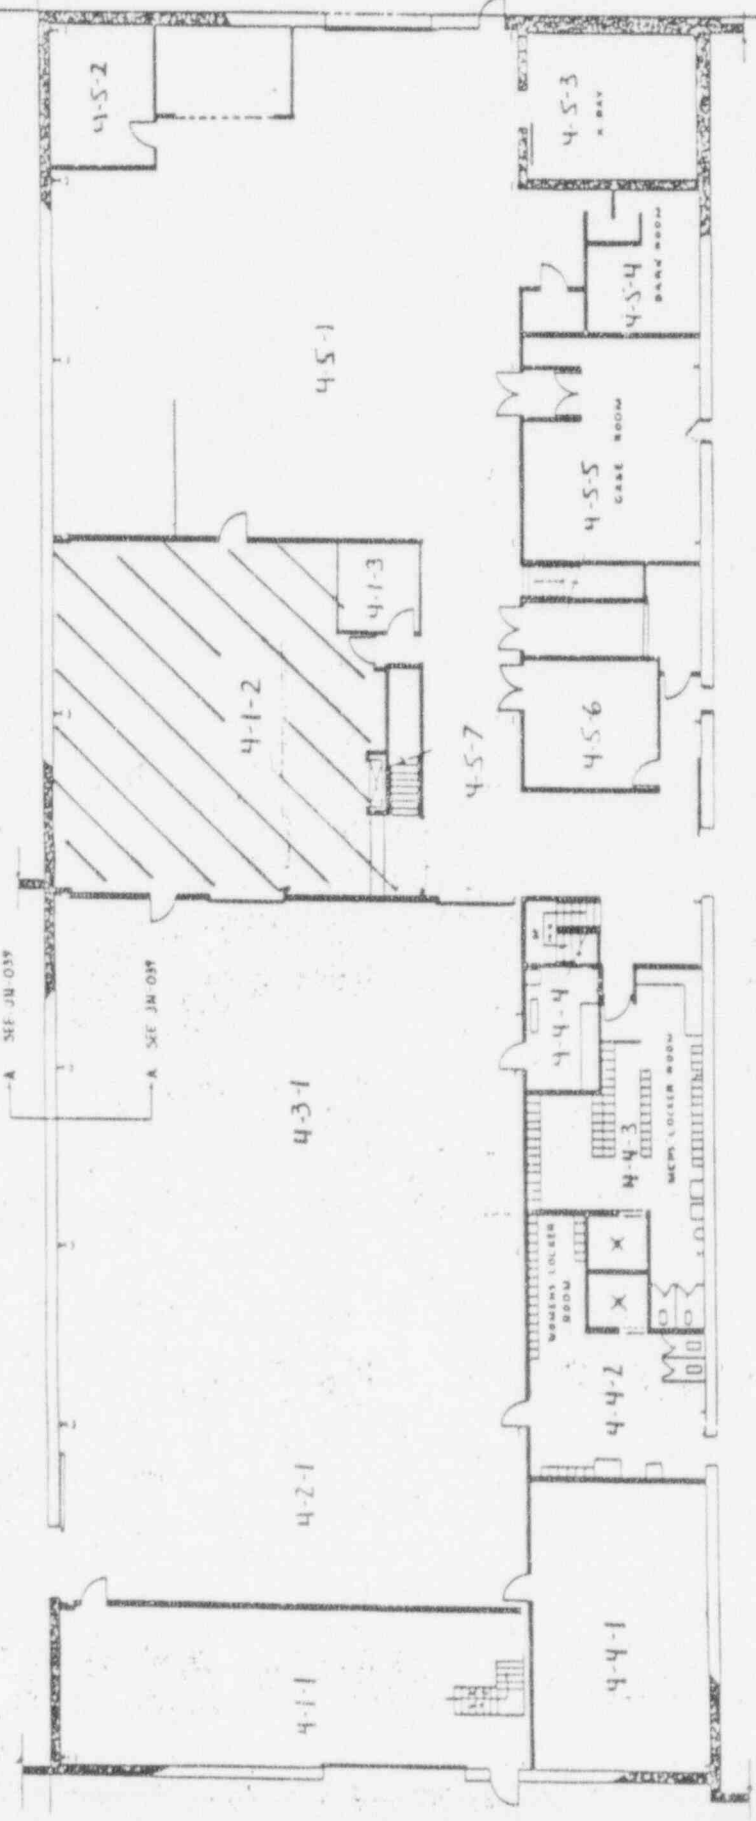 4-5-2
4-5-3
X-RAY
4-5-4
DARK ROOM
4-5-1
4-5-5
CASE ROOM
4-1-3
4-1-2
4-5-7
4-5-6
A SEE JN-039
A SEE JN-039
4-4-4
4-3-1
4-4-3
MENS LOCKER ROOM
WOMENS LOCKER
ROOM
4-4-2
4-2-1
4-1-1
4-4-1